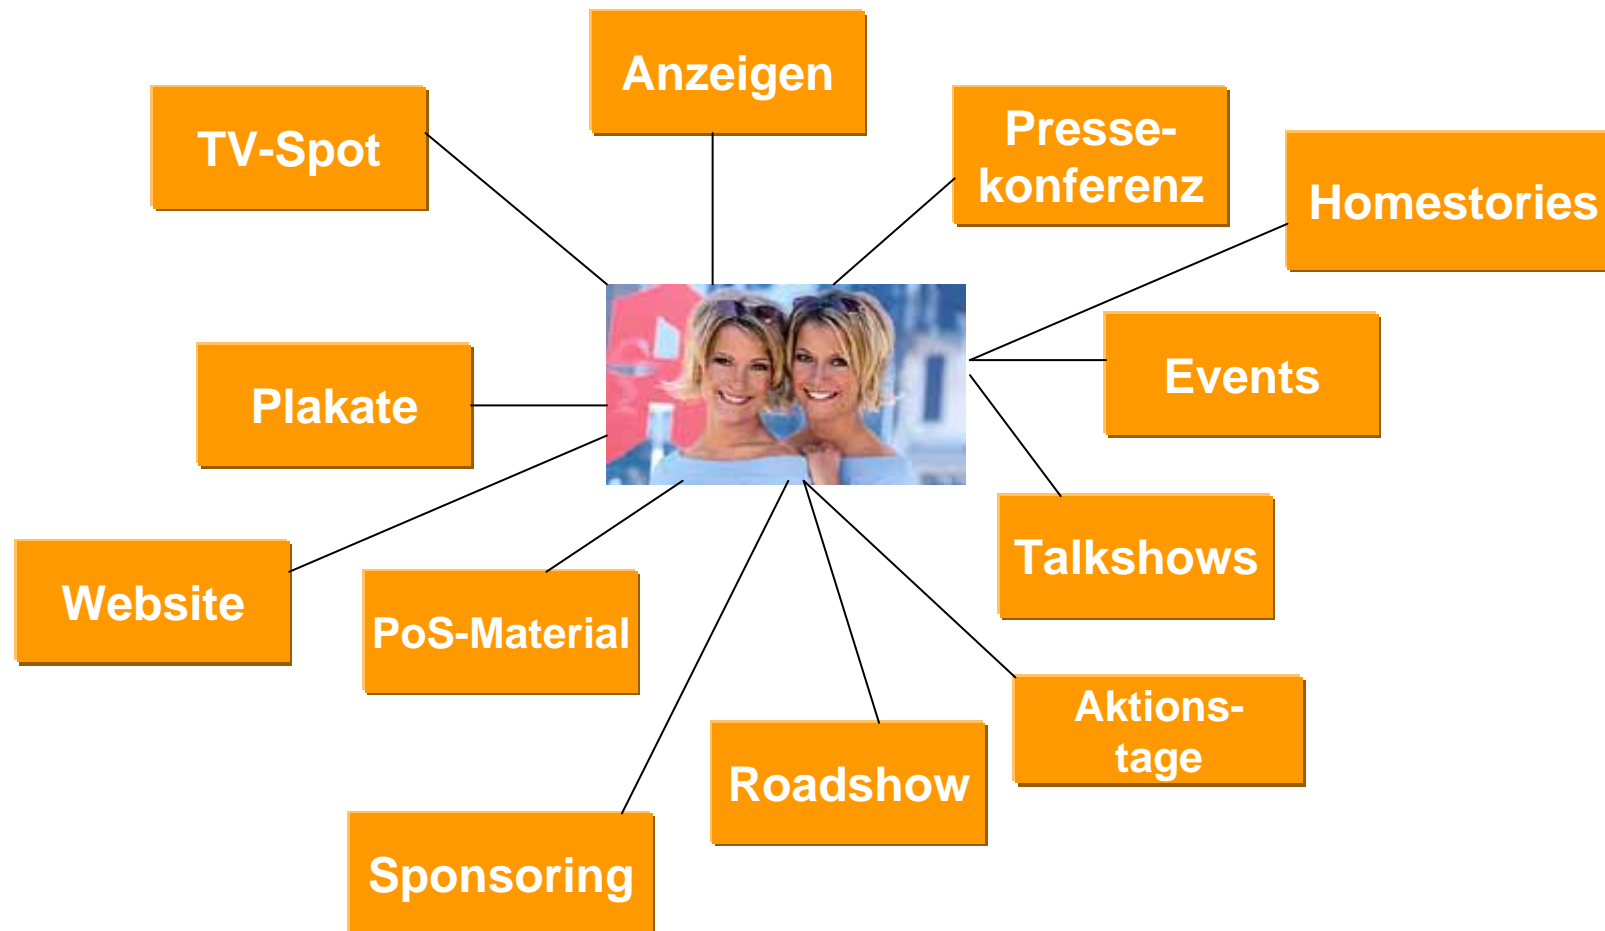 Anzeigen
TV-Spot
Presse-
konferenz
Homestories
Events
Plakate
Talkshows
Website
PoS-Material
Aktions-
tage
Roadshow
Sponsoring